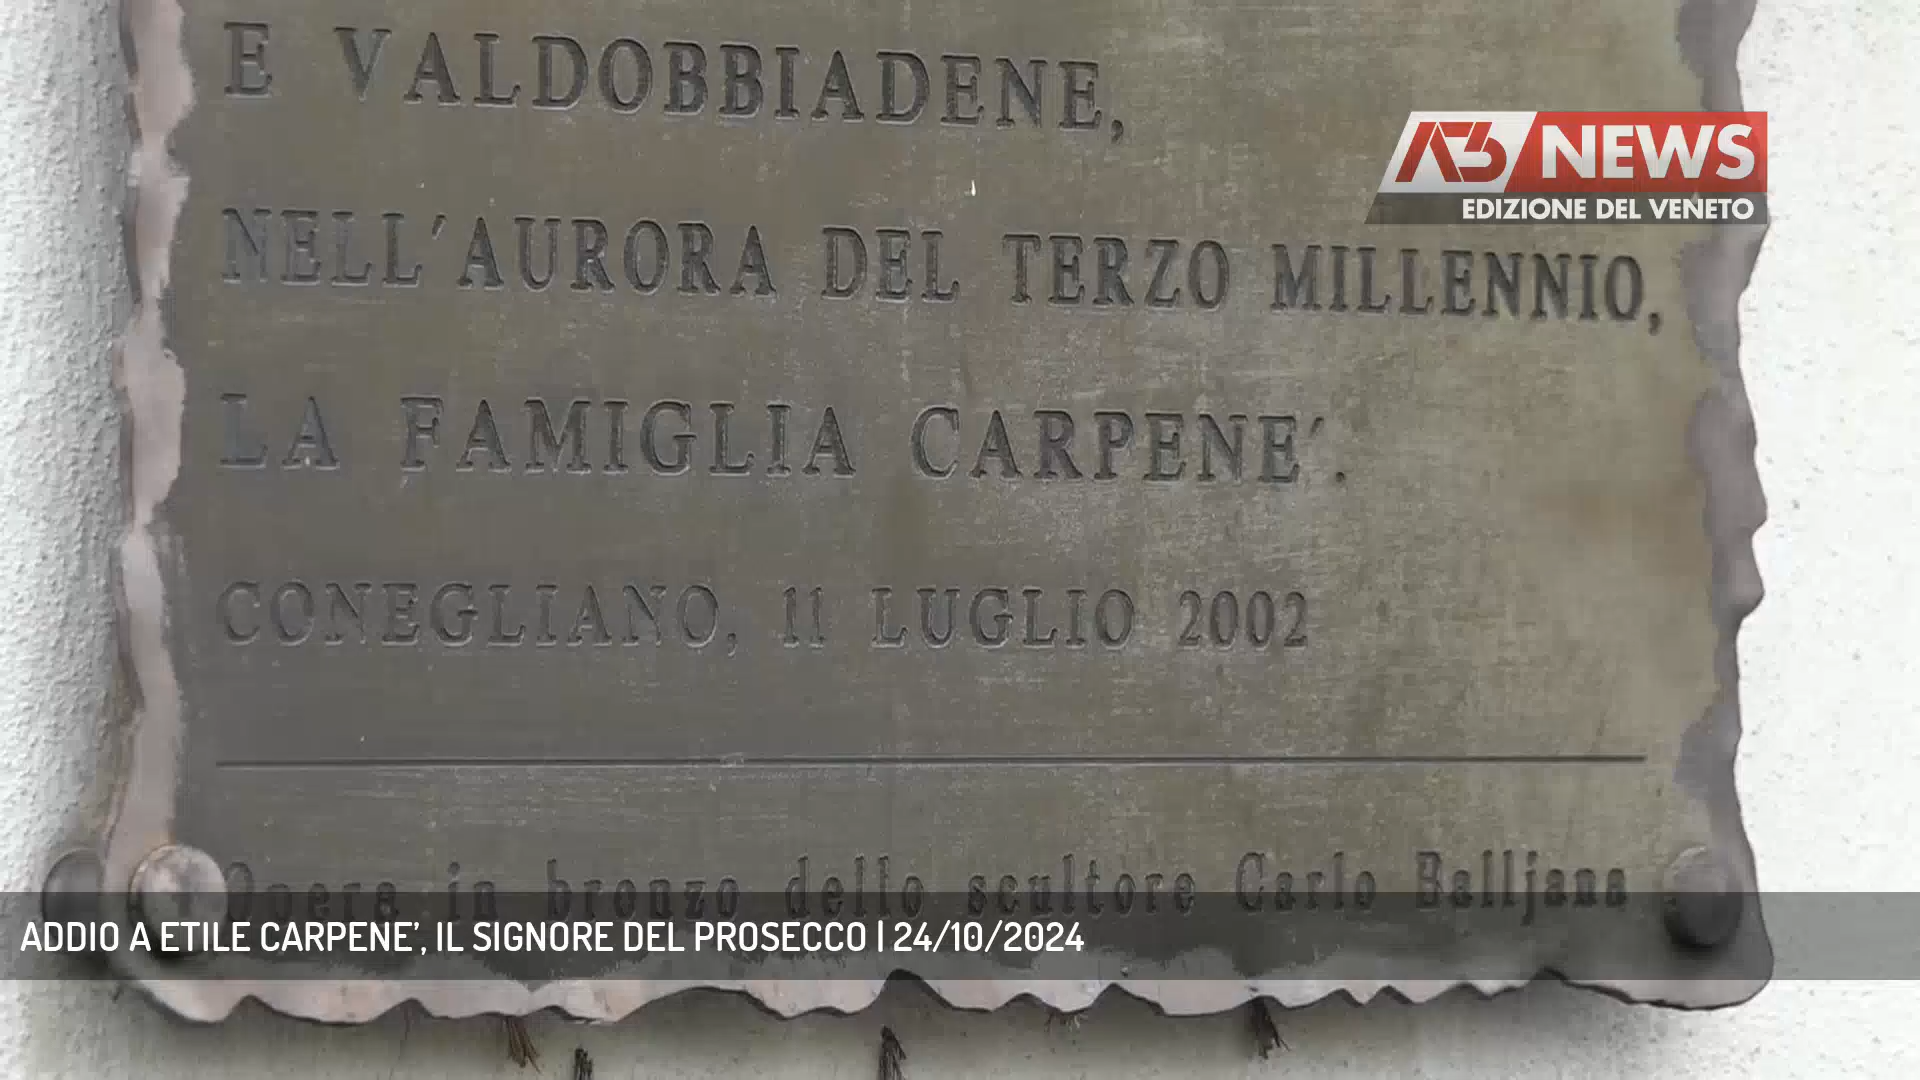 E VALDOBBIADENE,
A3 NEWS
EDIZIONE DEL VENETO
NELL'AURORA DEL TERZO MILLENNIO,
LA FAMIGLIA CARPENE'.
CONEGLIANO, 11 LUGLIO 2002
Opera in bronzo dello scultore Carlo Balljana
ADDIO A ETILE CARPENE’, IL SIGNORE DEL PROSECCO | 24/10/2024